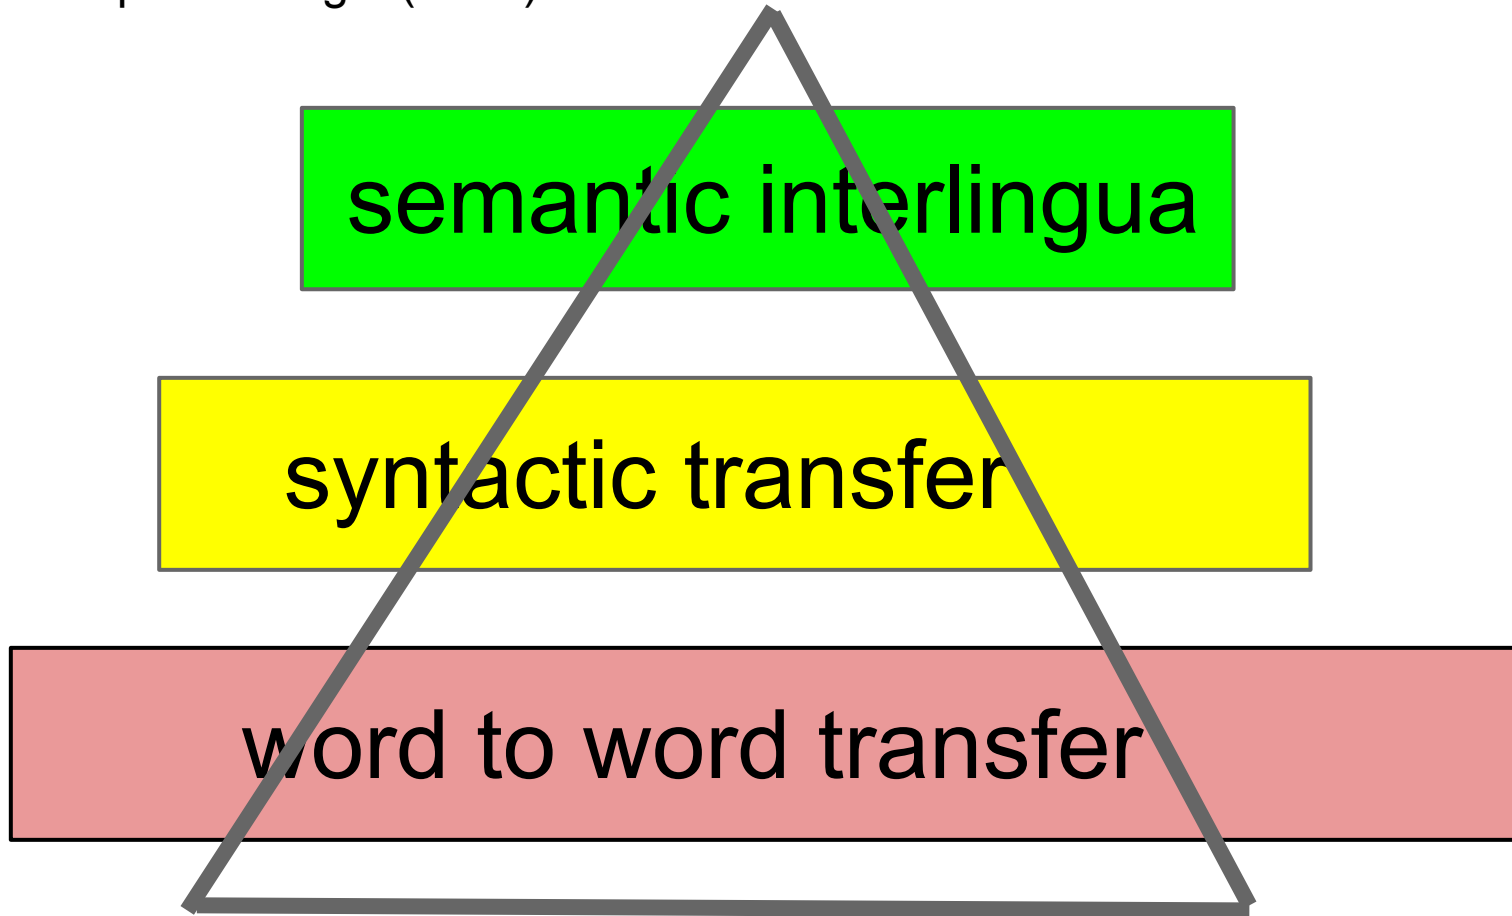 semantic interlingua
syntactic transfer
word to word transfer